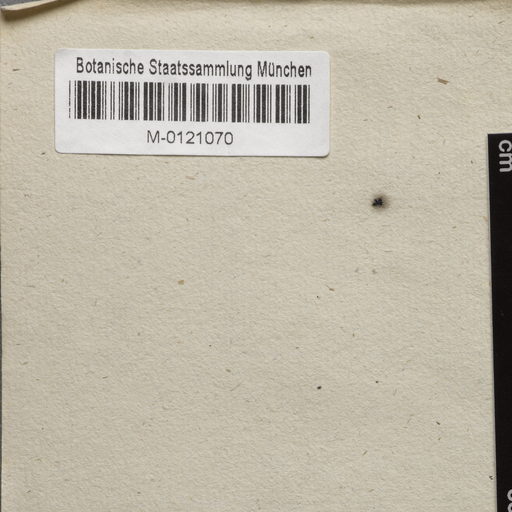 Botanische Staatssammlung München
M-0121070
cm